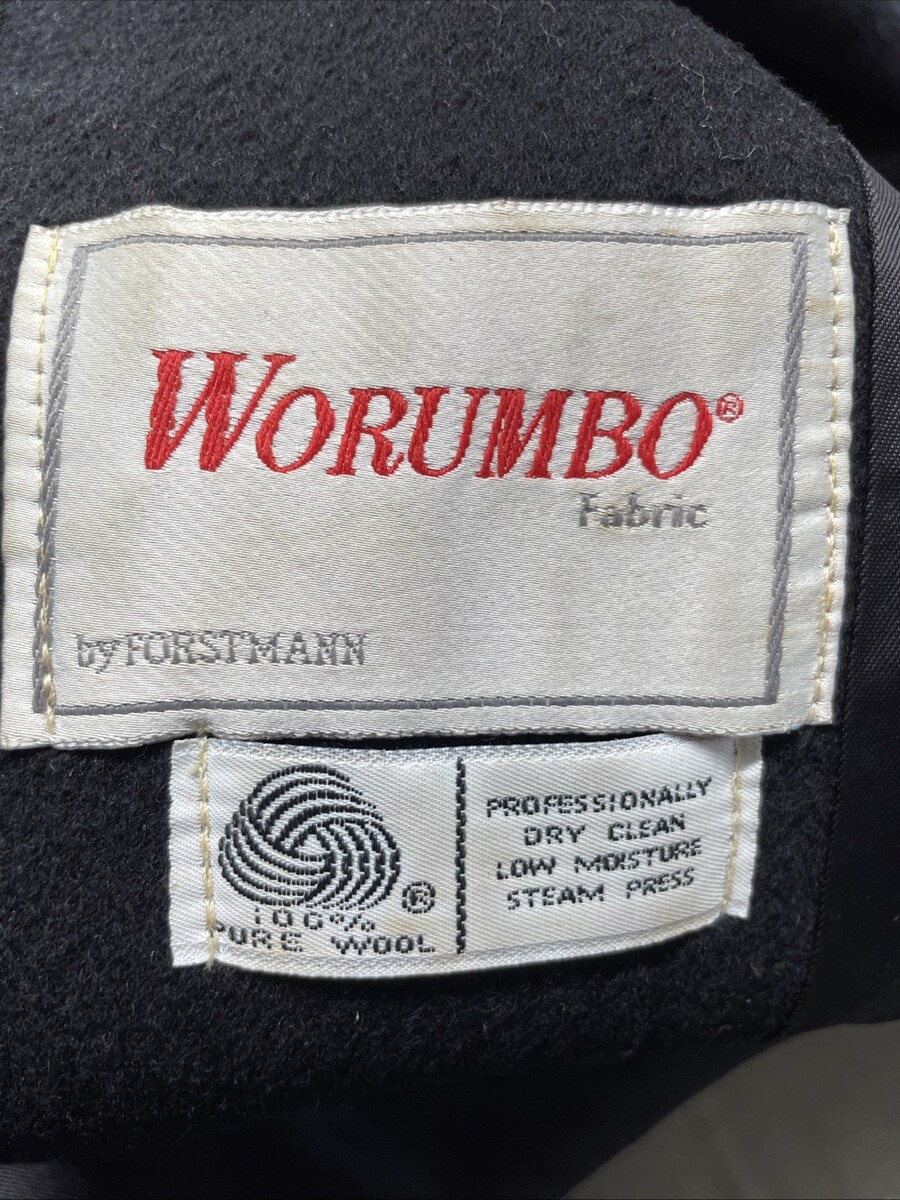 WORUMBO®
Fabric
by FORSTMANN
®
100%
PURE WOOL
PROFESSIONALLY
DRY CLEAN
LOW MOISTURE
STEAM PRESS